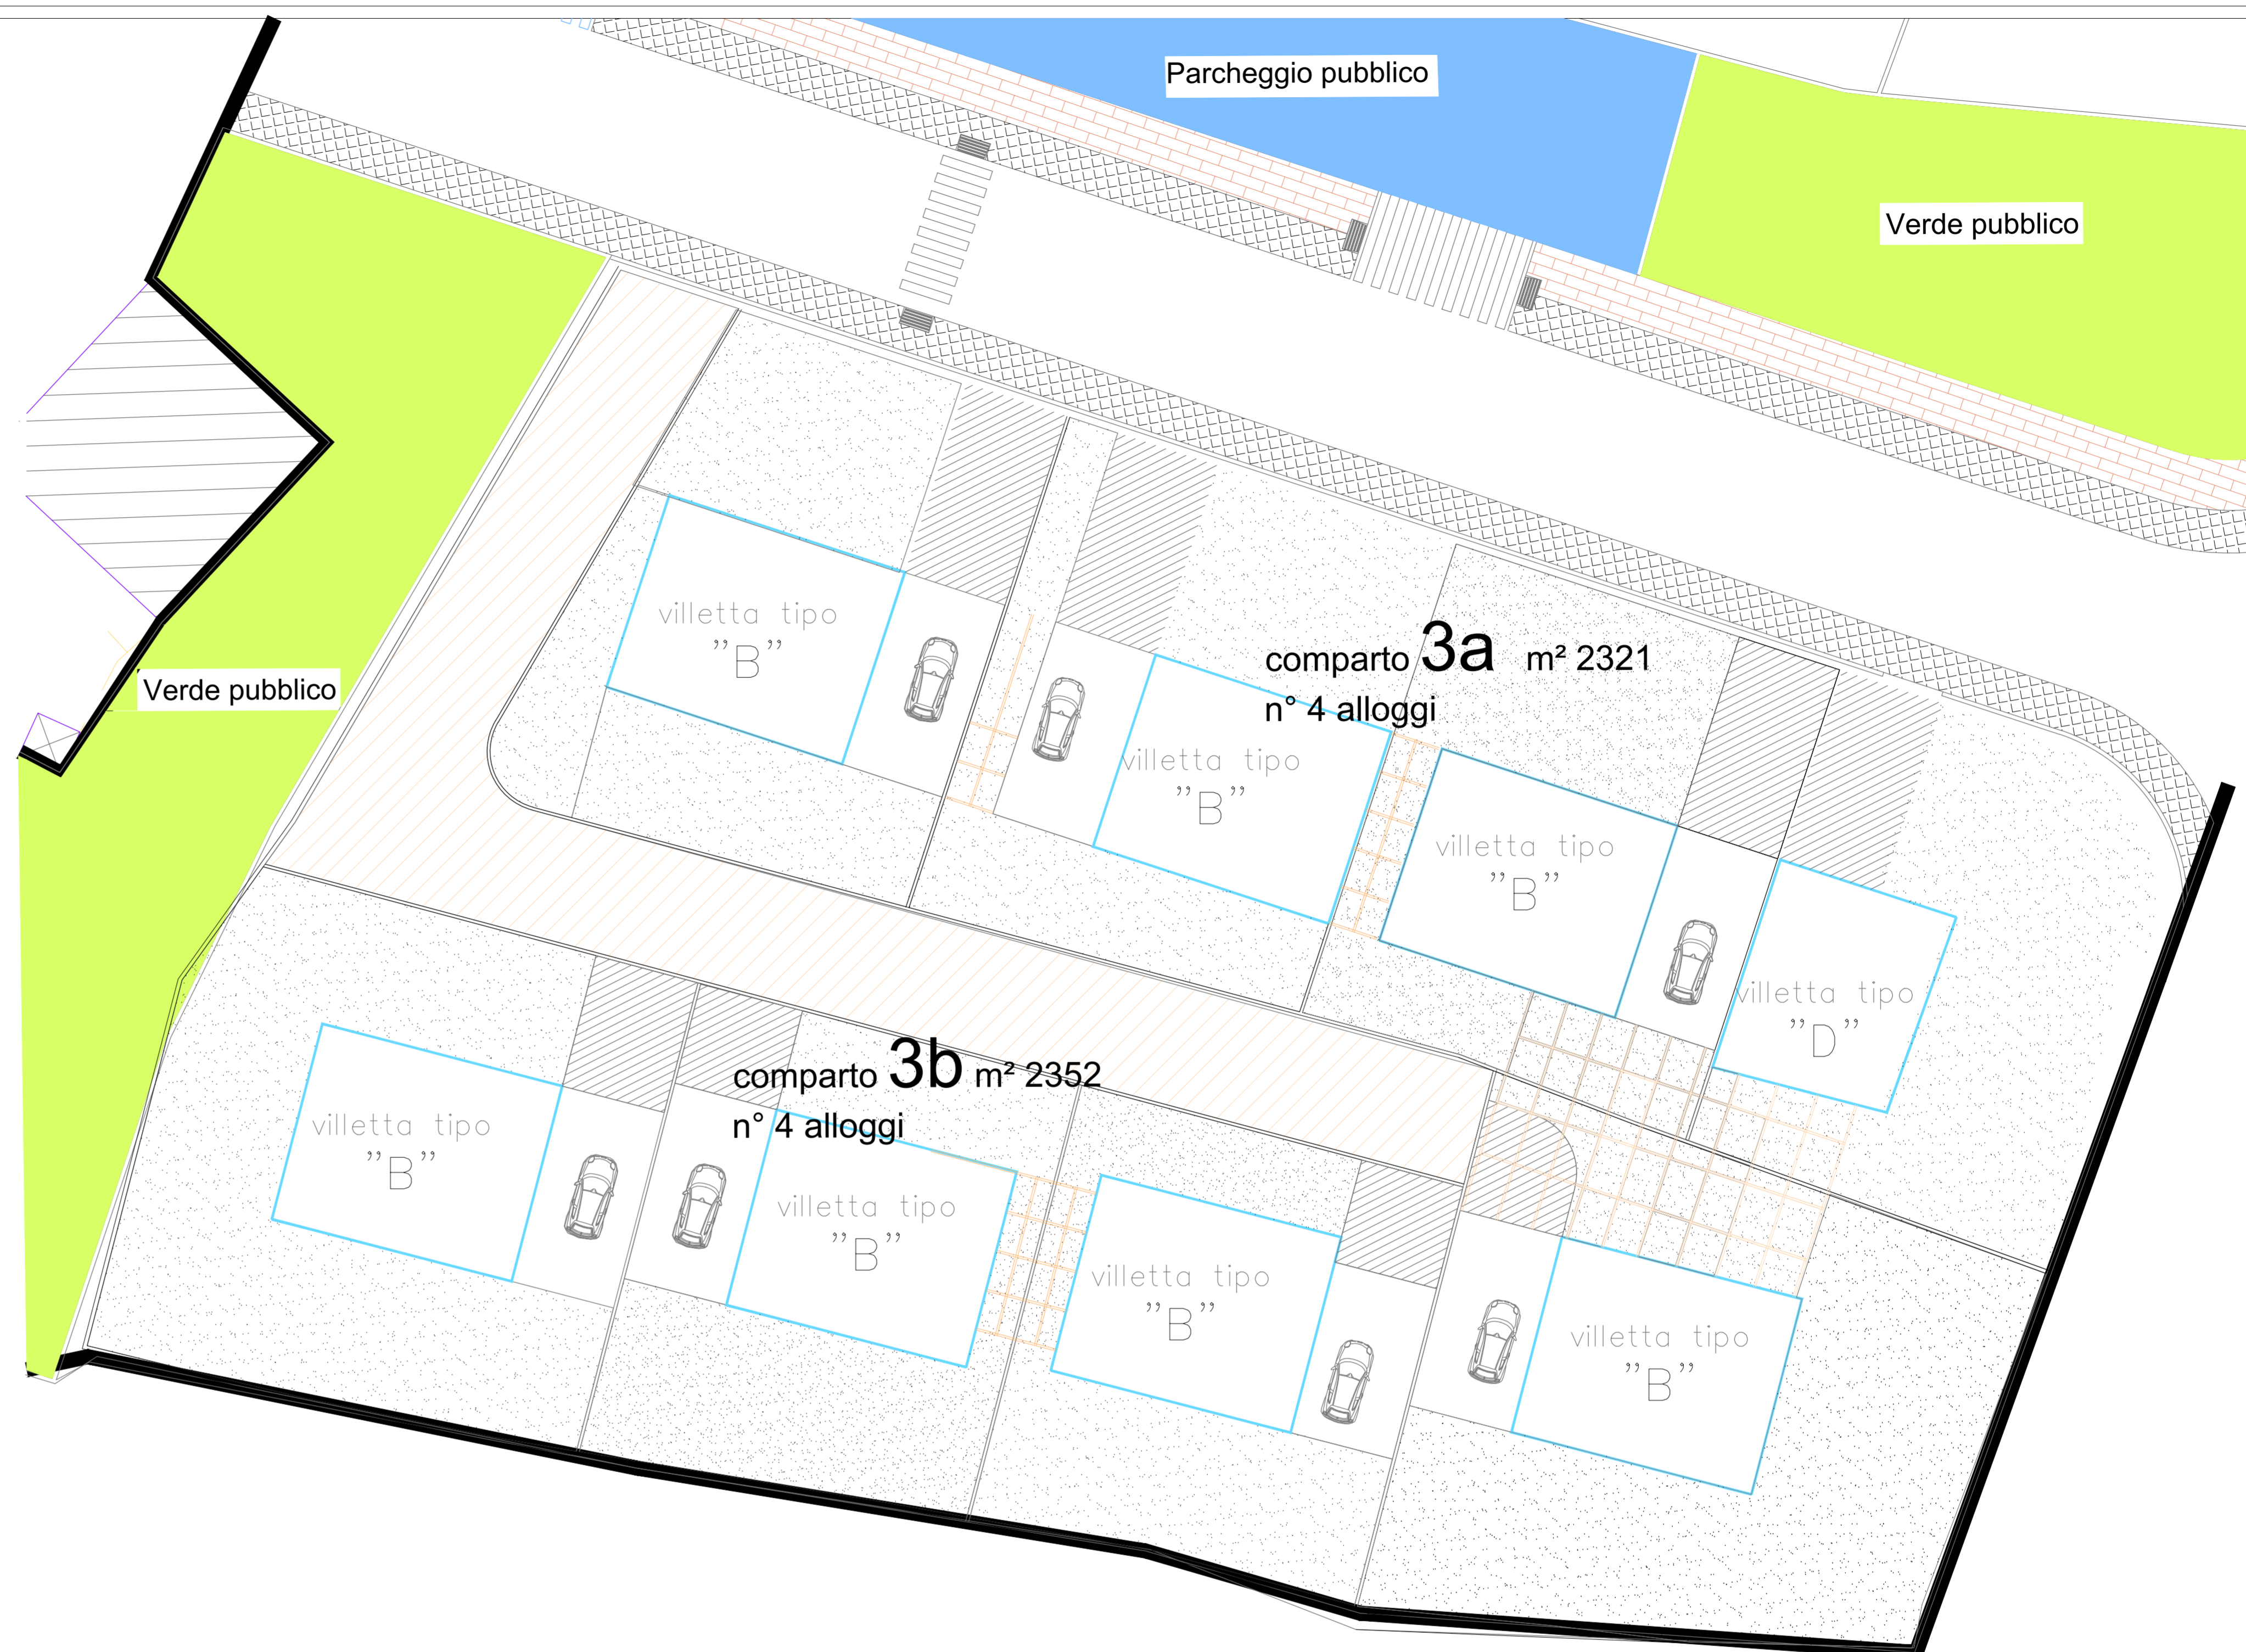 Parcheggio pubblico
Verde pubblico
villetta tipo
"B"
comparto 3a m² 2321
n° 4 alloggi
Verde pubblico
villetta tipo
"B"
villetta tipo
"B"
villetta tipo
"D"
comparto 3b m² 2352
n° 4 alloggi
villetta tipo
"B"
villetta tipo
"B"
villetta tipo
"B"
villetta tipo
"B"